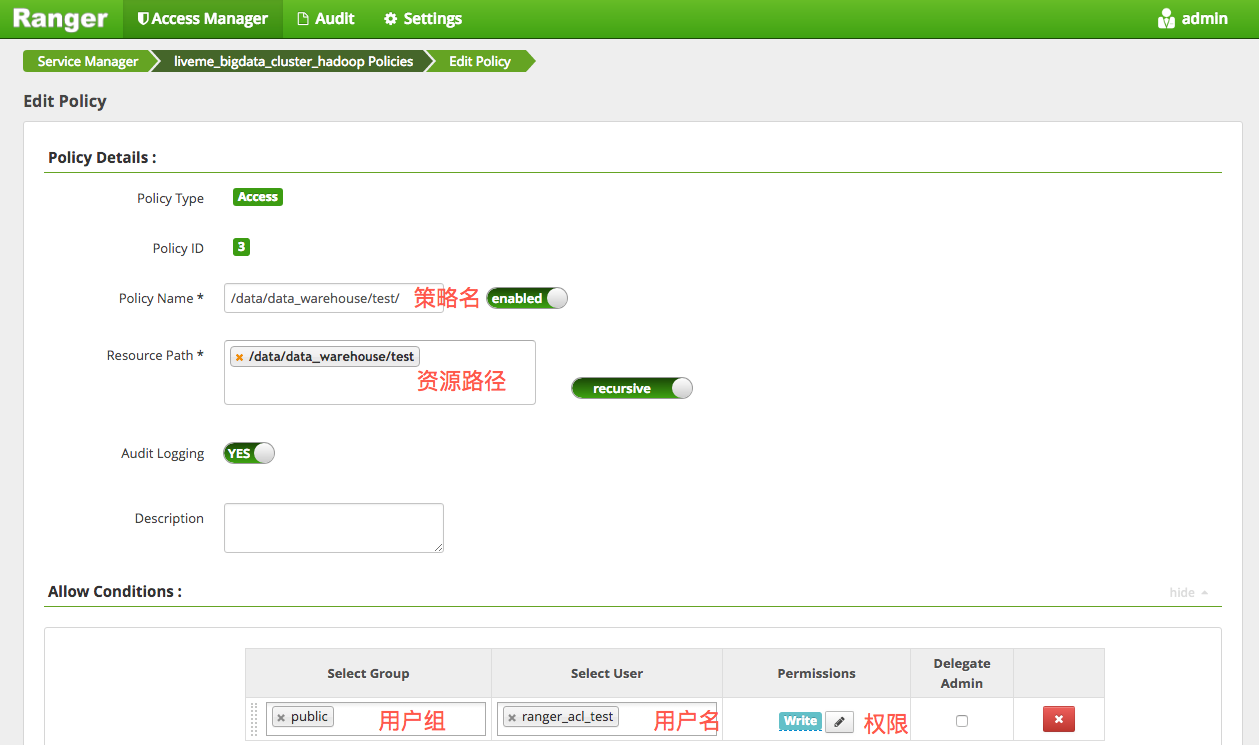 Ranger Access Manager Audit Settings admin
Service Manager liveme_bigdata_cluster_hadoop Policies Edit Policy
Edit Policy
Policy Details :
Policy Type Access
Policy ID 3
Policy Name * /data/data_warehouse/test/ 策略名 enabled
Resource Path * × /data/data_warehouse/test
资源路径
recursive
Audit Logging YES
Description
Allow Conditions :
hide
Select Group Select User Permissions Delegate Admin
× public 用户组 × ranger_acl_test 用户名 Write 权限 ×